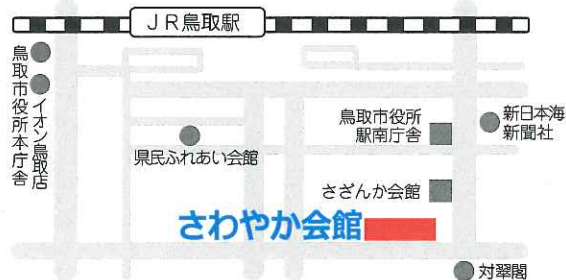 JR鳥取駅
鳥取市役所本庁舎
イオン鳥取店
県民ふれあい会館
鳥取市役所
駅南庁舎
新日本海
新聞社
さざんか会館
さわやか会館
対翠閣